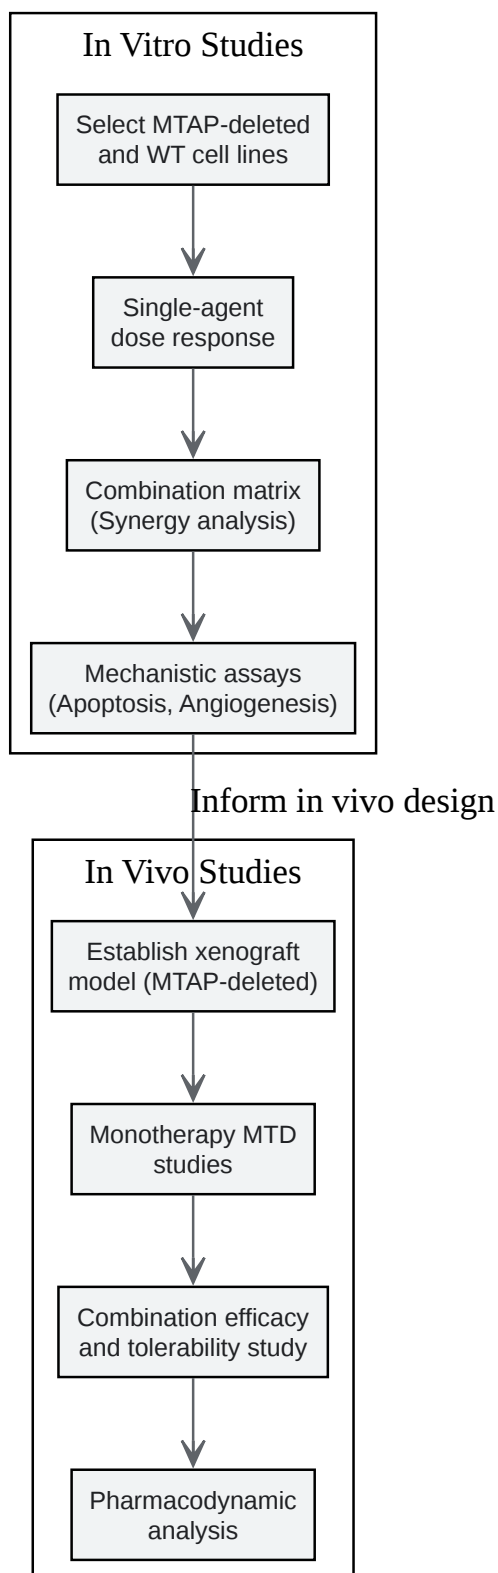 In Vitro Studies
Select MTAP-deleted
and WT cell lines
Single-agent
dose response
Combination matrix
(Synergy analysis)
Mechanistic assays
(Apoptosis, Angiogenesis)
Inform in vivo design
In Vivo Studies
Establish xenograft
model (MTAP-deleted)
Monotherapy MTD
studies
Combination efficacy
and tolerability study
Pharmacodynamic
analysis